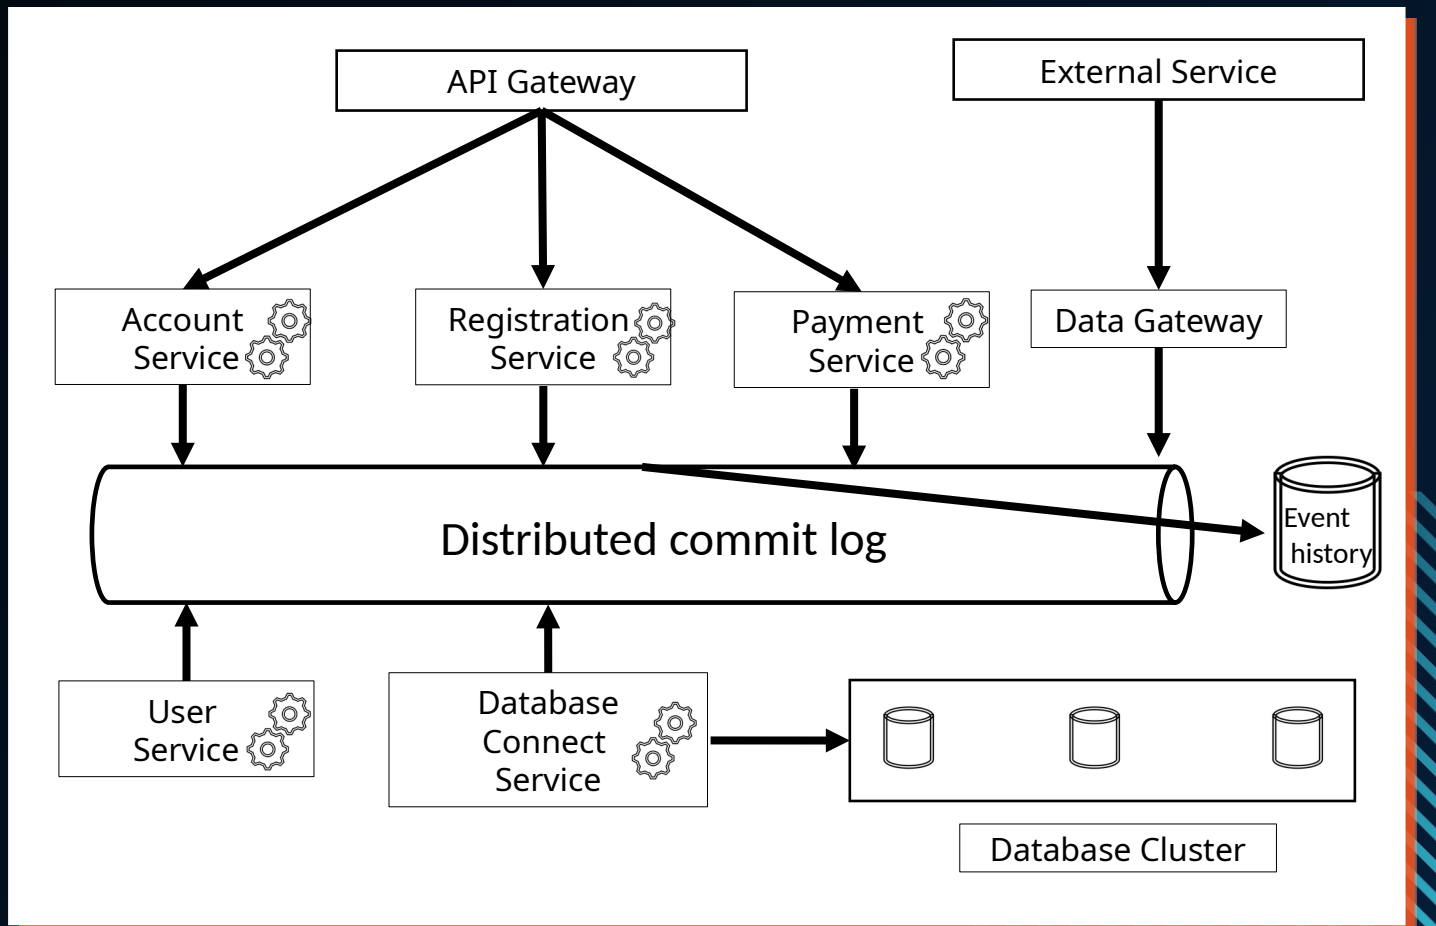 API Gateway
External Service
Account
Service
Registration
Service
Payment
Service
Data Gateway
Distributed commit log
Event
history
User
Service
Database
Connect
Service
Database Cluster